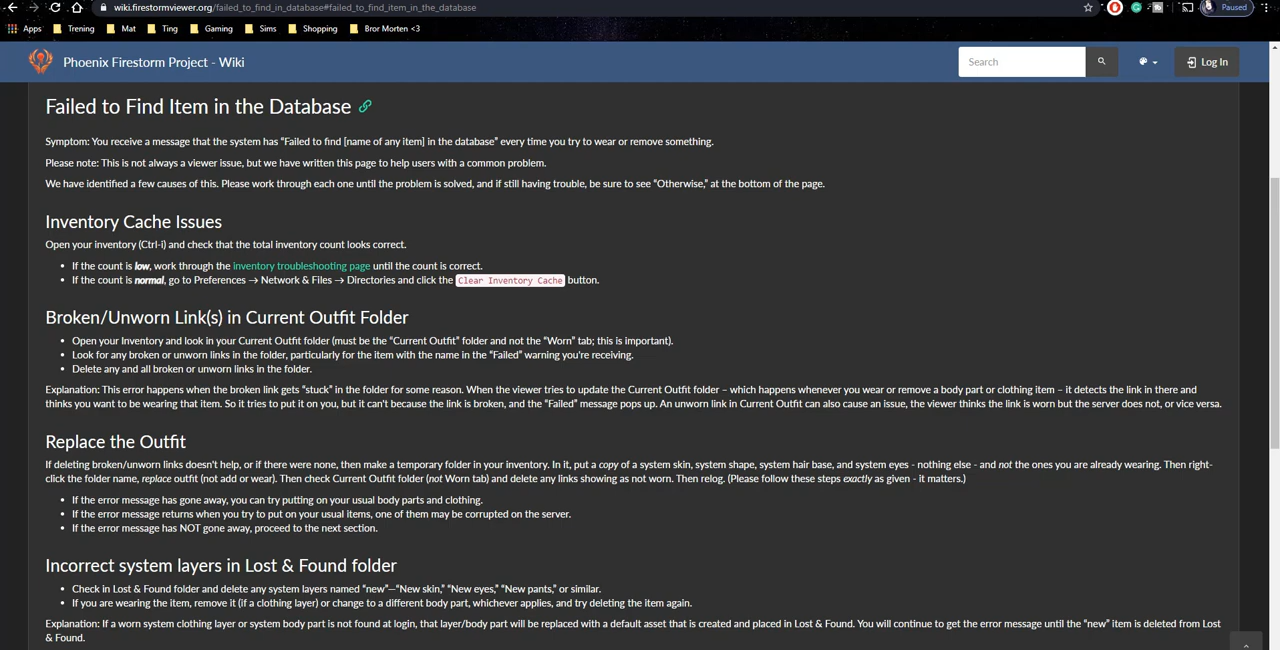 wiki.firestormviewer.org/failed_to_find_in_database#failed_to_find_item_in_the_database
Paused
Apps Trening Mat Ting Gaming Sims Shopping Bror Morten <3
Phoenix Firestorm Project - Wiki
Search
Log In
Failed to Find Item in the Database
Symptom: You receive a message that the system has “Failed to find [name of any item] in the database” every time you try to wear or remove something.
Please note: This is not always a viewer issue, but we have written this page to help users with a common problem.
We have identified a few causes of this. Please work through each one until the problem is solved, and if still having trouble, be sure to see “Otherwise,” at the bottom of the page.
Inventory Cache Issues
Open your inventory (Ctrl-i) and check that the total inventory count looks correct.
• If the count is low, work through the inventory troubleshooting page until the count is correct.
• If the count is normal, go to Preferences → Network & Files → Directories and click the Clear Inventory Cache button.
Broken/Unworn Link(s) in Current Outfit Folder
• Open your Inventory and look in your Current Outfit folder (must be the “Current Outfit” folder and not the “Worn” tab; this is important).
• Look for any broken or unworn links in the folder, particularly for the item with the name in the “Failed” warning you're receiving.
• Delete any and all broken or unworn links in the folder.
Explanation: This error happens when the broken link gets “stuck” in the folder for some reason. When the viewer tries to update the Current Outfit folder – which happens whenever you wear or remove a body part or clothing item – it detects the link in there and
thinks you want to be wearing that item. So it tries to put it on you, but it can't because the link is broken, and the “Failed” message pops up. An unworn link in Current Outfit can also cause an issue, the viewer thinks the link is worn but the server does not, or vice versa.
Replace the Outfit
If deleting broken/unworn links doesn't help, or if there were none, then make a temporary folder in your inventory. In it, put a copy of a system skin, system shape, system hair base, and system eyes - nothing else - and not the ones you are already wearing. Then right-
click the folder name, replace outfit (not add or wear). Then check Current Outfit folder (not Worn tab) and delete any links showing as not worn. Then relog. (Please follow these steps exactly as given - it matters.)
• If the error message has gone away, you can try putting on your usual body parts and clothing.
• If the error message returns when you try to put on your usual items, one of them may be corrupted on the server.
• If the error message has NOT gone away, proceed to the next section.
Incorrect system layers in Lost & Found folder
• Check in Lost & Found folder and delete any system layers named “new”—“New skin,” “New eyes,” “New pants,” or similar.
• If you are wearing the item, remove it (if a clothing layer) or change to a different body part, whichever applies, and try deleting the item again.
Explanation: If a worn system clothing layer or system body part is not found at login, that layer/body part will be replaced with a default asset that is created and placed in Lost & Found. You will continue to get the error message until the “new” item is deleted from Lost
& Found.